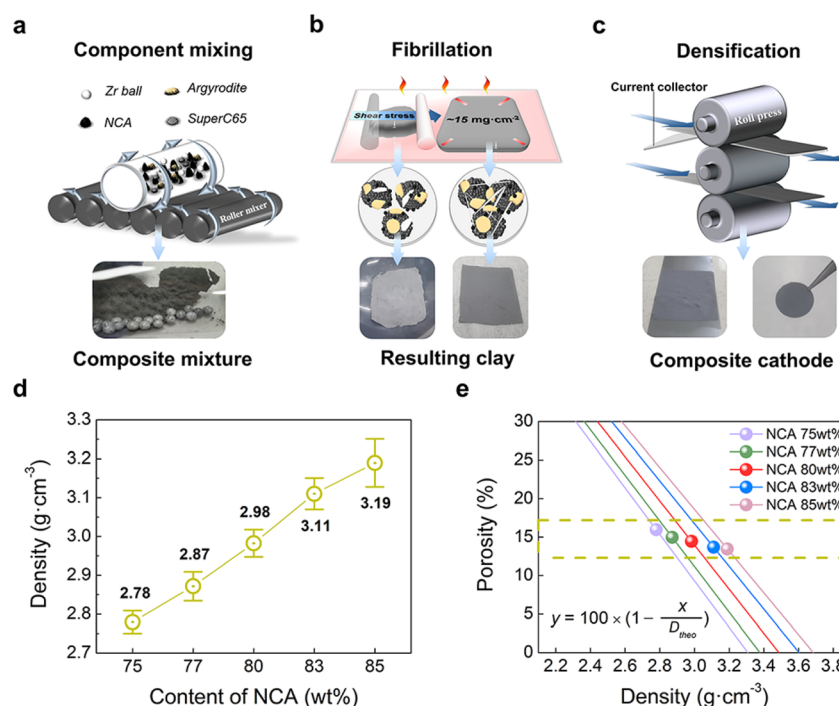 a
Component mixing
Zr ball
Argyrodite
NCA
SuperC65
Roller mixer
Composite mixture
b
Fibrillation
Shear stress
~15 mg·cm⁻²
Resulting clay
c
Densification
Current collector
Roll press
Composite cathode
d
Density (g·cm⁻³)
3.3
3.2
3.1
3.0
2.9
2.8
2.7
2.78
2.87
2.98
3.11
3.19
75 77 80 83 85
Content of NCA (wt%)
e
Porosity (%)
30
25
20
15
10
5
0
NCA 75wt%
NCA 77wt%
NCA 80wt%
NCA 83wt%
NCA 85wt%
y = 100 × (1 − x / D_theo)
2.2 2.4 2.6 2.8 3.0 3.2 3.4 3.6 3.8
Density (g·cm⁻³)